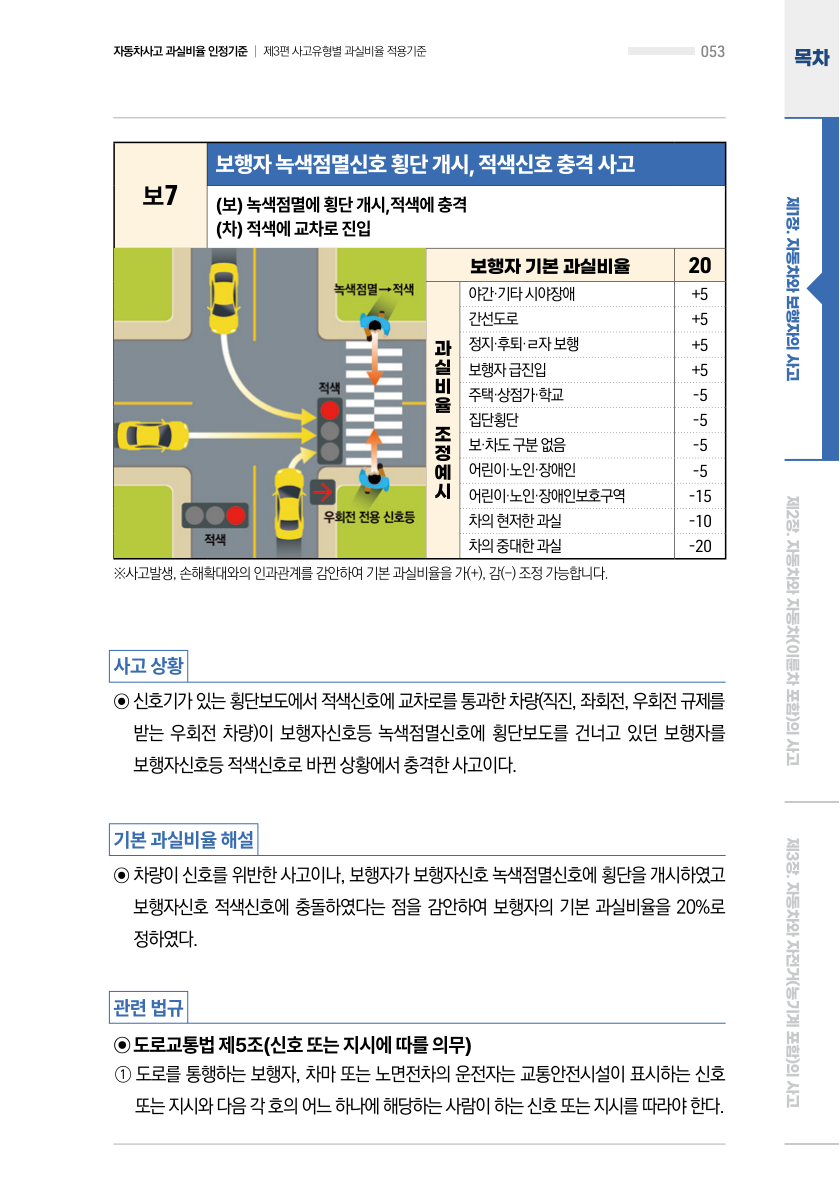 자동차사고 과실비율 인정기준 | 제3편 사고유형별 과실비율 적용기준
053
목차
보7
보행자 녹색점멸신호 횡단 개시, 적색신호 충격 사고
(보) 녹색점멸에 횡단 개시,적색에 충격
(차) 적색에 교차로 진입
녹색점멸→적색
적색
우회전 전용 신호등
적색
보행자 기본 과실비율 20
과실비율 조정예시
야간·기타 시야장애 +5
간선도로 +5
정지·후퇴·ㄹ자 보행 +5
보행자 급진입 +5
주택·상점가·학교 -5
집단횡단 -5
보·차도 구분 없음 -5
어린이·노인·장애인 -5
어린이·노인·장애인보호구역 -15
차의 현저한 과실 -10
차의 중대한 과실 -20
※사고발생, 손해확대와의 인과관계를 감안하여 기본 과실비율을 가(+), 감(-) 조정 가능합니다.
사고 상황
◉ 신호기가 있는 횡단보도에서 적색신호에 교차로를 통과한 차량(직진, 좌회전, 우회전 규제를
받는 우회전 차량)이 보행자신호등 녹색점멸신호에 횡단보도를 건너고 있던 보행자를
보행자신호등 적색신호로 바뀐 상황에서 충격한 사고이다.
기본 과실비율 해설
◉ 차량이 신호를 위반한 사고이나, 보행자가 보행자신호 녹색점멸신호에 횡단을 개시하였고
보행자신호 적색신호에 충돌하였다는 점을 감안하여 보행자의 기본 과실비율을 20%로
정하였다.
관련 법규
◉ 도로교통법 제5조(신호 또는 지시에 따를 의무)
① 도로를 통행하는 보행자, 차마 또는 노면전차의 운전자는 교통안전시설이 표시하는 신호
또는 지시와 다음 각 호의 어느 하나에 해당하는 사람이 하는 신호 또는 지시를 따라야 한다.
제1장. 자동차와 보행자의 사고
제2장. 자동차와 자동차(이륜차 포함)의 사고
제3장. 자동차와 자전거(농기계 포함)의 사고